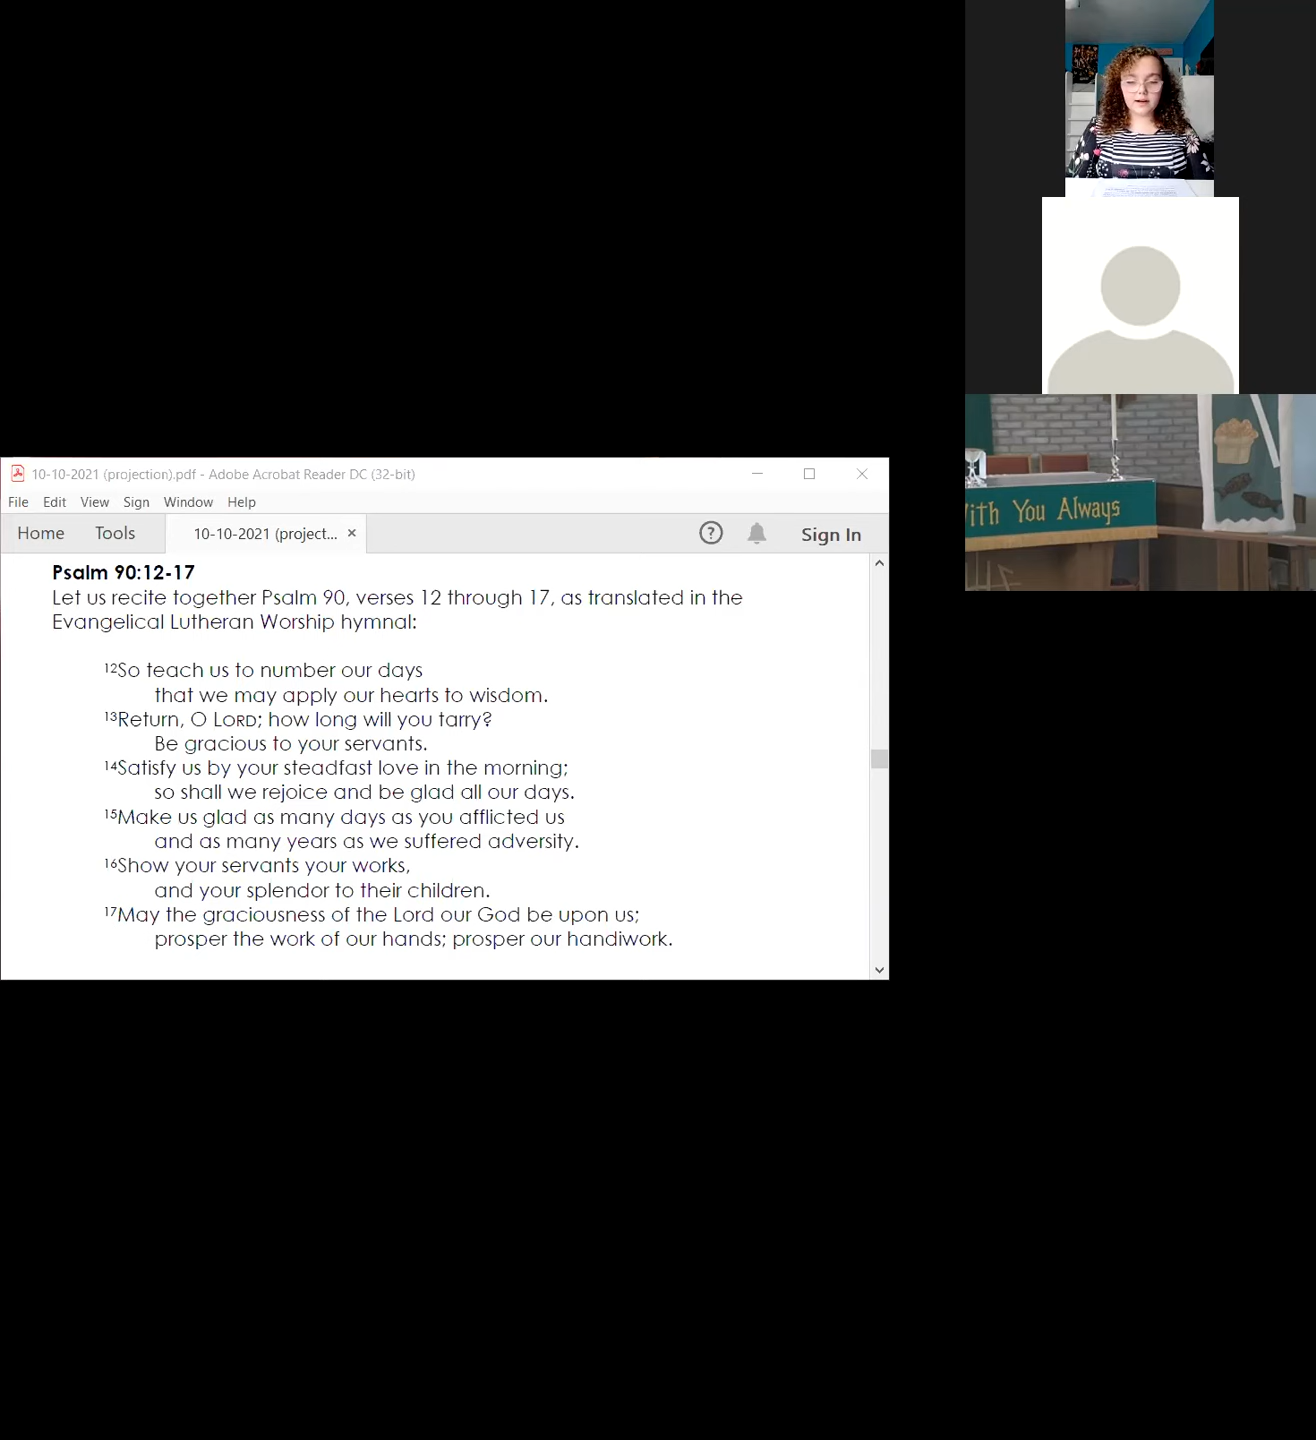 10-10-2021 (projection).pdf - Adobe Acrobat Reader DC (32-bit)
File Edit View Sign Window Help
Home Tools 10-10-2021 (project... × ? Sign In
Psalm 90:12-17
Let us recite together Psalm 90, verses 12 through 17, as translated in the
Evangelical Lutheran Worship hymnal:
12So teach us to number our days
that we may apply our hearts to wisdom.
13Return, O LORD; how long will you tarry?
Be gracious to your servants.
14Satisfy us by your steadfast love in the morning;
so shall we rejoice and be glad all our days.
15Make us glad as many days as you afflicted us
and as many years as we suffered adversity.
16Show your servants your works,
and your splendor to their children.
17May the graciousness of the Lord our God be upon us;
prosper the work of our hands; prosper our handiwork.
ith You Always